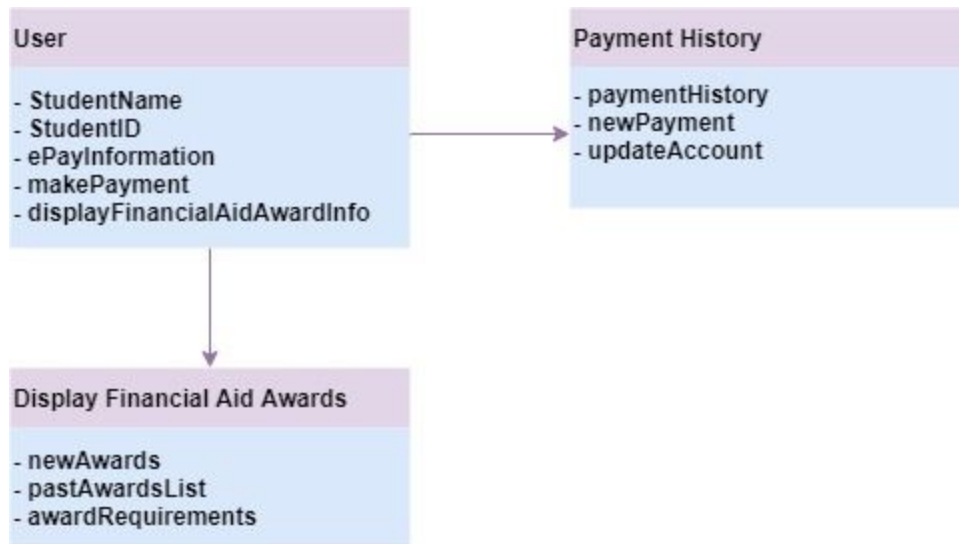 User
- StudentName
- StudentID
- ePayInformation
- makePayment
- displayFinancialAidAwardInfo
Payment History
- paymentHistory
- newPayment
- updateAccount
Display Financial Aid Awards
- newAwards
- pastAwardsList
- awardRequirements